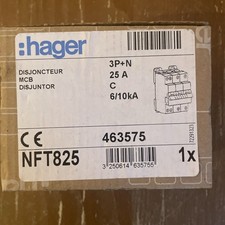 :hager
DISJONCTEUR
MCB
DISJUNTOR
3P+N
25 A
C
6/10kA
CE
463575
NFT825
1x
3 250614 635755